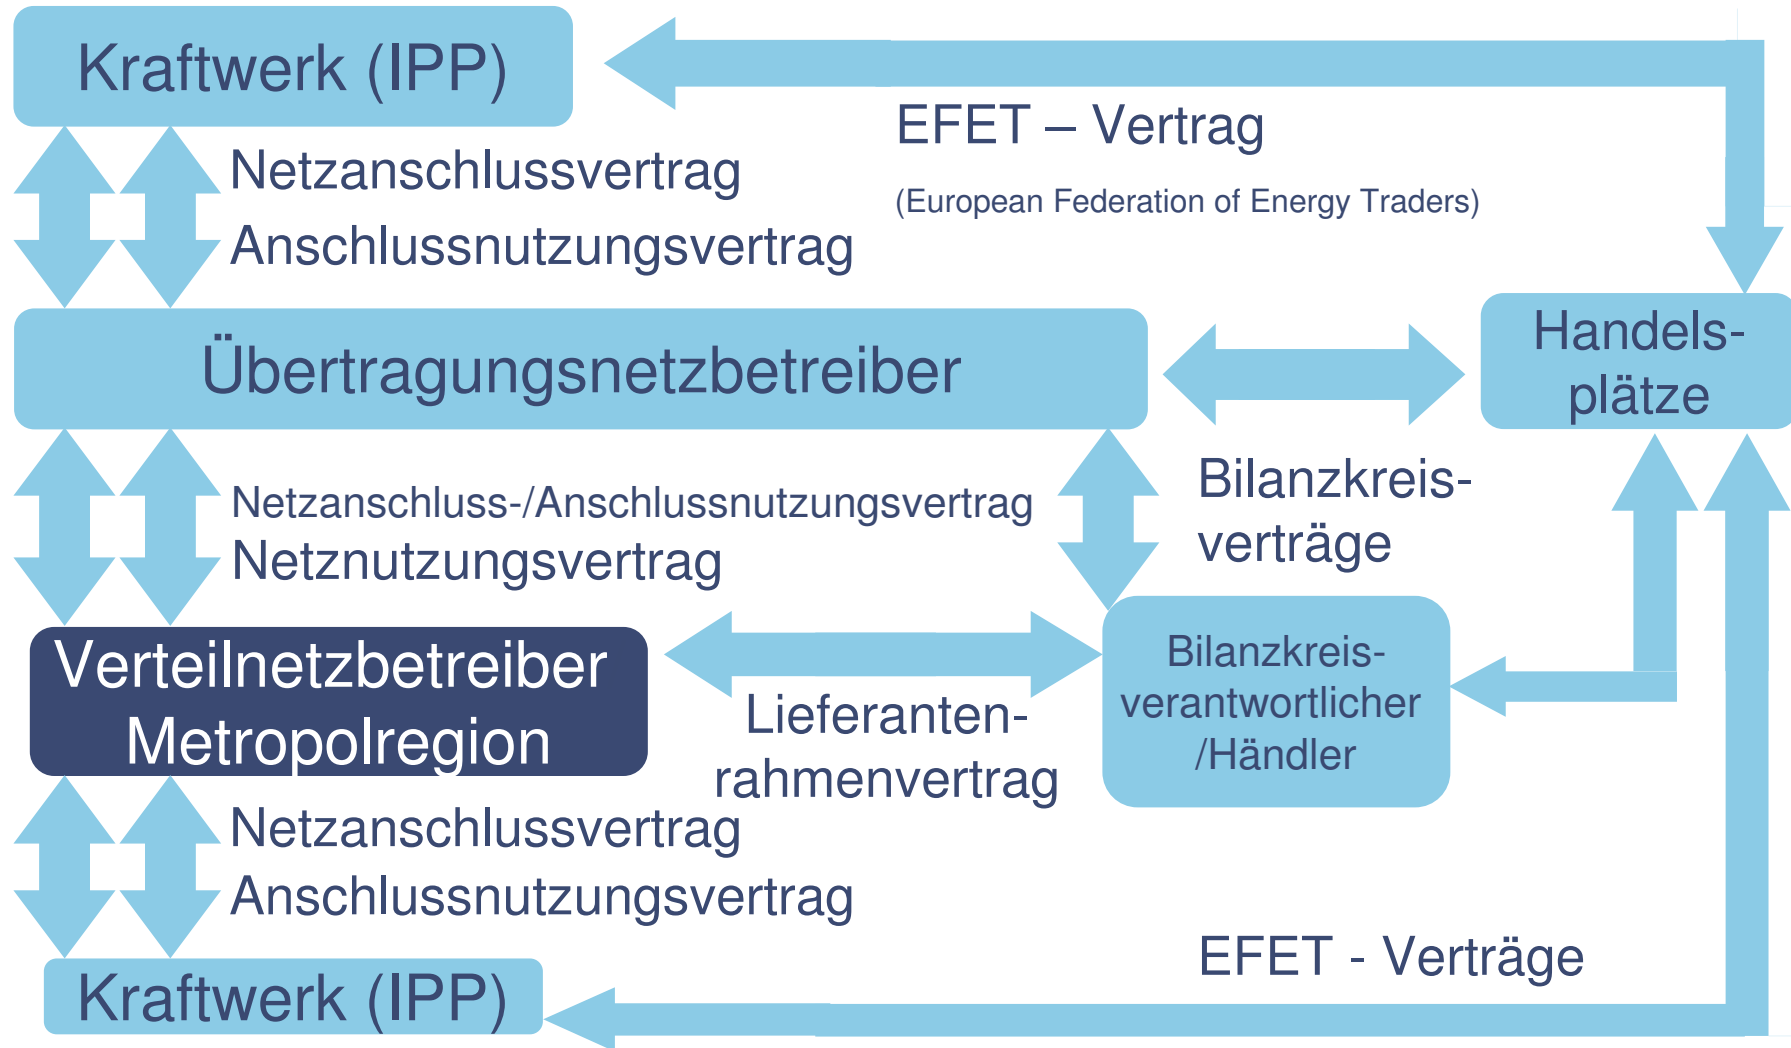 Kraftwerk (IPP)
EFET – Vertrag
(European Federation of Energy Traders)
Netzanschlussvertrag
Anschlussnutzungsvertrag
Übertragungsnetzbetreiber
Handels-
plätze
Netzanschluss-/Anschlussnutzungsvertrag
Netznutzungsvertrag
Bilanzkreis-
verträge
Verteilnetzbetreiber
Metropolregion
Lieferanten-
rahmenvertrag
Bilanzkreis-
verantwortlicher
/Händler
Netzanschlussvertrag
Anschlussnutzungsvertrag
EFET - Verträge
Kraftwerk (IPP)